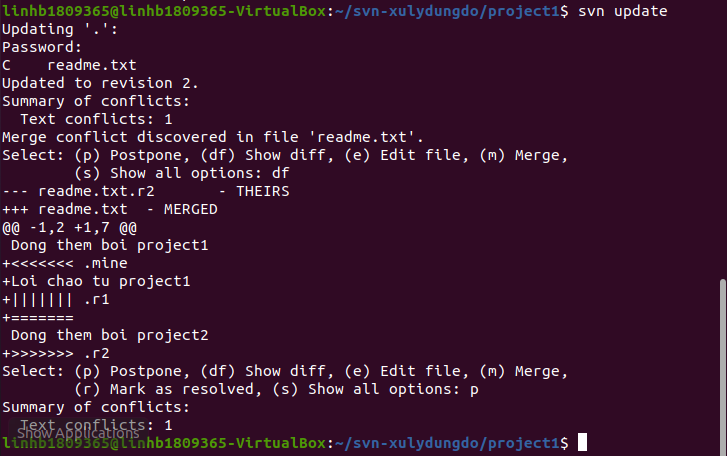 linhb1809365@linhb1809365-VirtualBox:~/svn-xulydungdo/project1$ svn update
Updating '.':
Password:
C    readme.txt
Updated to revision 2.
Summary of conflicts:
  Text conflicts: 1
Merge conflict discovered in file 'readme.txt'.
Select: (p) Postpone, (df) Show diff, (e) Edit file, (m) Merge,
        (s) Show all options: df
--- readme.txt.r2       - THEIRS
+++ readme.txt  - MERGED
@@ -1,2 +1,7 @@
 Dong them boi project1
+<<<<<<< .mine
+Loi chao tu project1
+||||||| .r1
+=======
 Dong them boi project2
+>>>>>>> .r2
Select: (p) Postpone, (df) Show diff, (e) Edit file, (m) Merge,
        (r) Mark as resolved, (s) Show all options: p
Summary of conflicts:
  Text conflicts: 1
Show Applications
linhb1809365@linhb1809365-VirtualBox:~/svn-xulydungdo/project1$